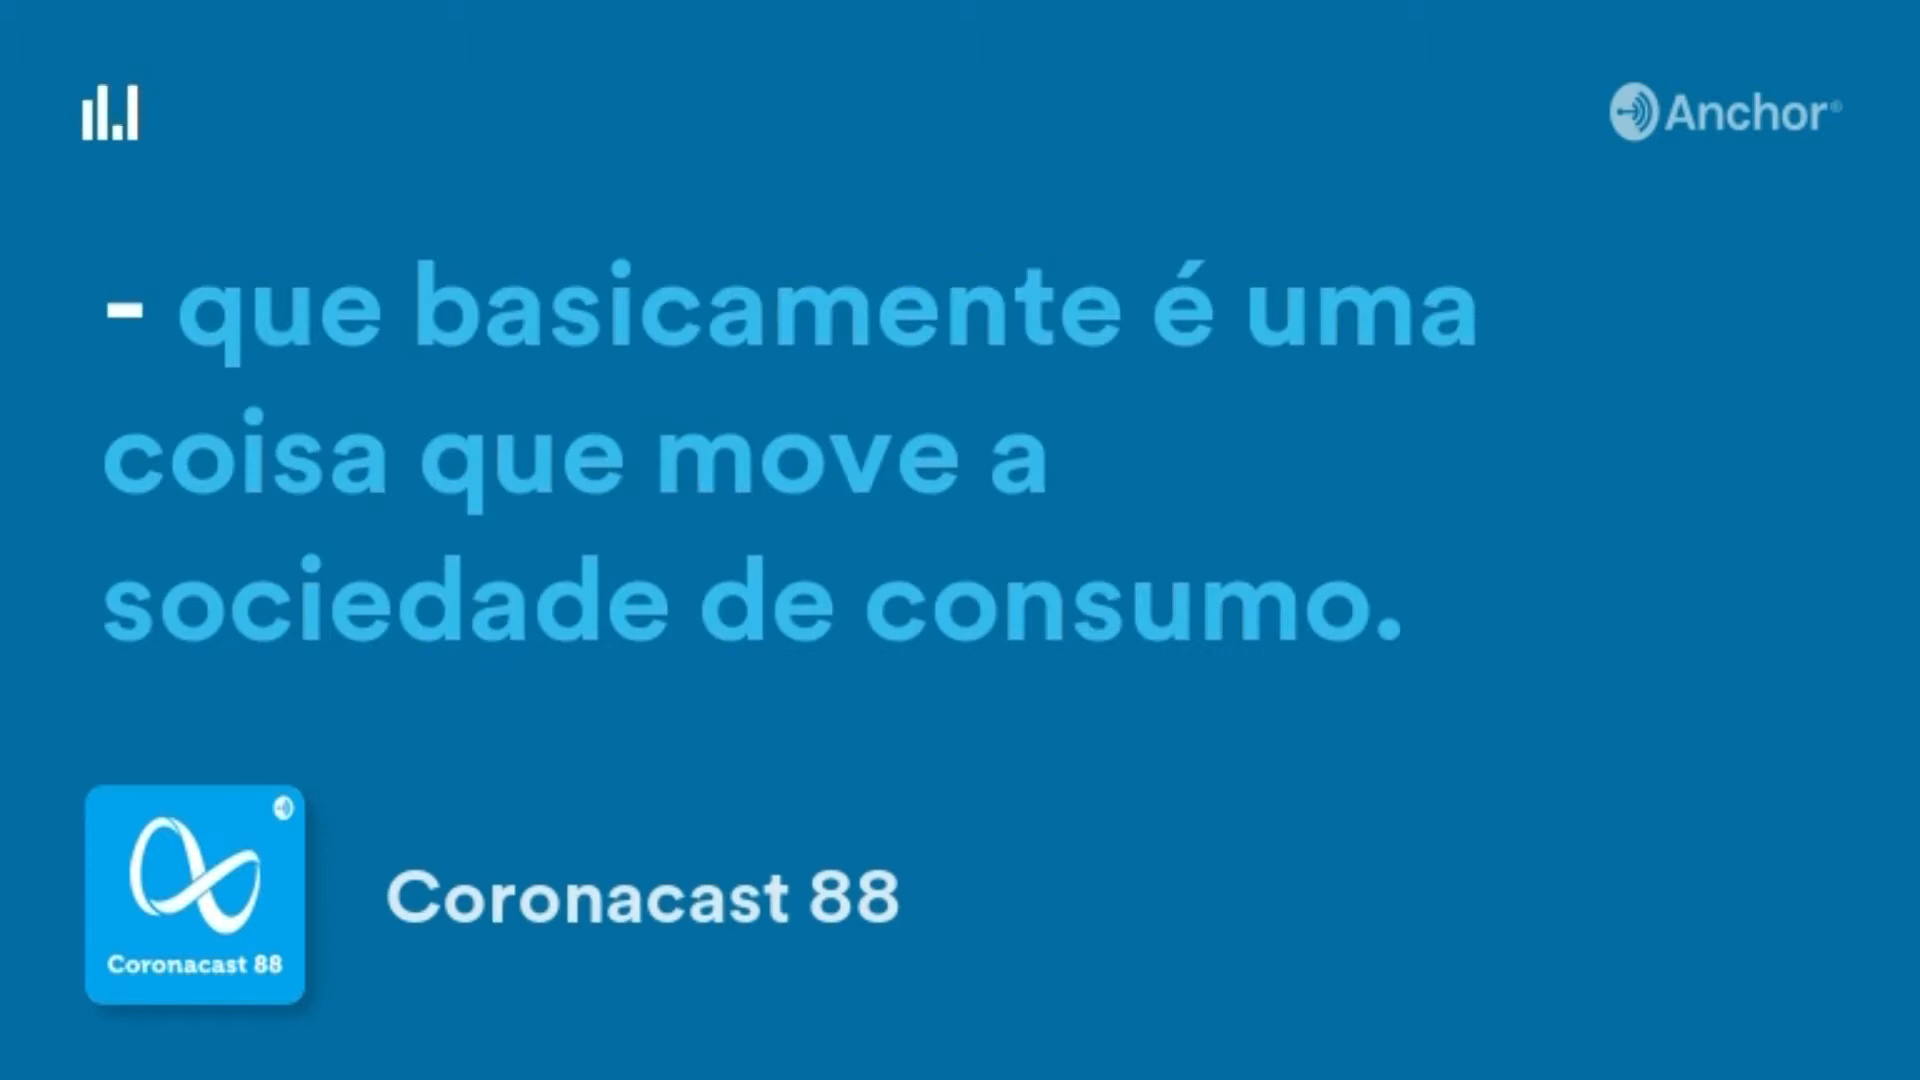 Anchor®
- que basicamente é uma
coisa que move a
sociedade de consumo.
Coronacast 88
Coronacast 88